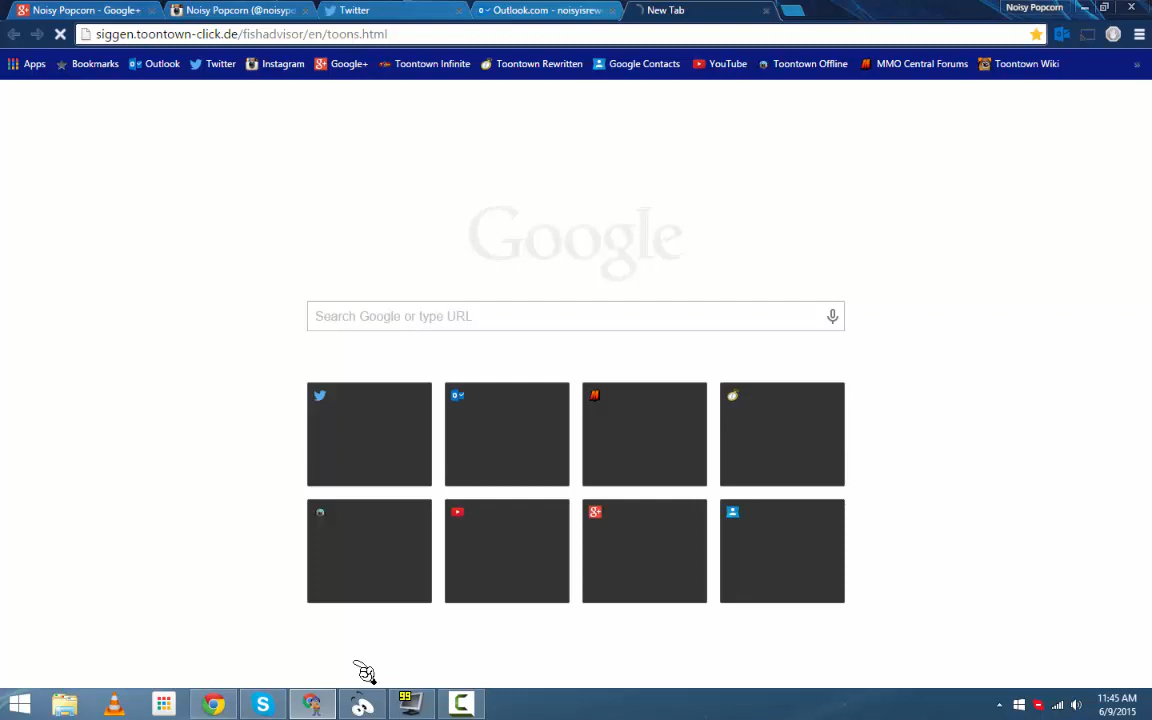 Noisy Popcorn - Google+
Noisy Popcorn (@noisypo
Twitter
Outlook.com - noisyisrew
New Tab
Noisy Popcorn
siggen.toontown-click.de/fishadvisor/en/toons.html
Apps
Bookmarks
Outlook
Twitter
Instagram
Google+
Toontown Infinite
Toontown Rewritten
Google Contacts
YouTube
Toontown Offline
MMO Central Forums
Toontown Wiki
Google
Search Google or type URL
99
11:45 AM
6/9/2015